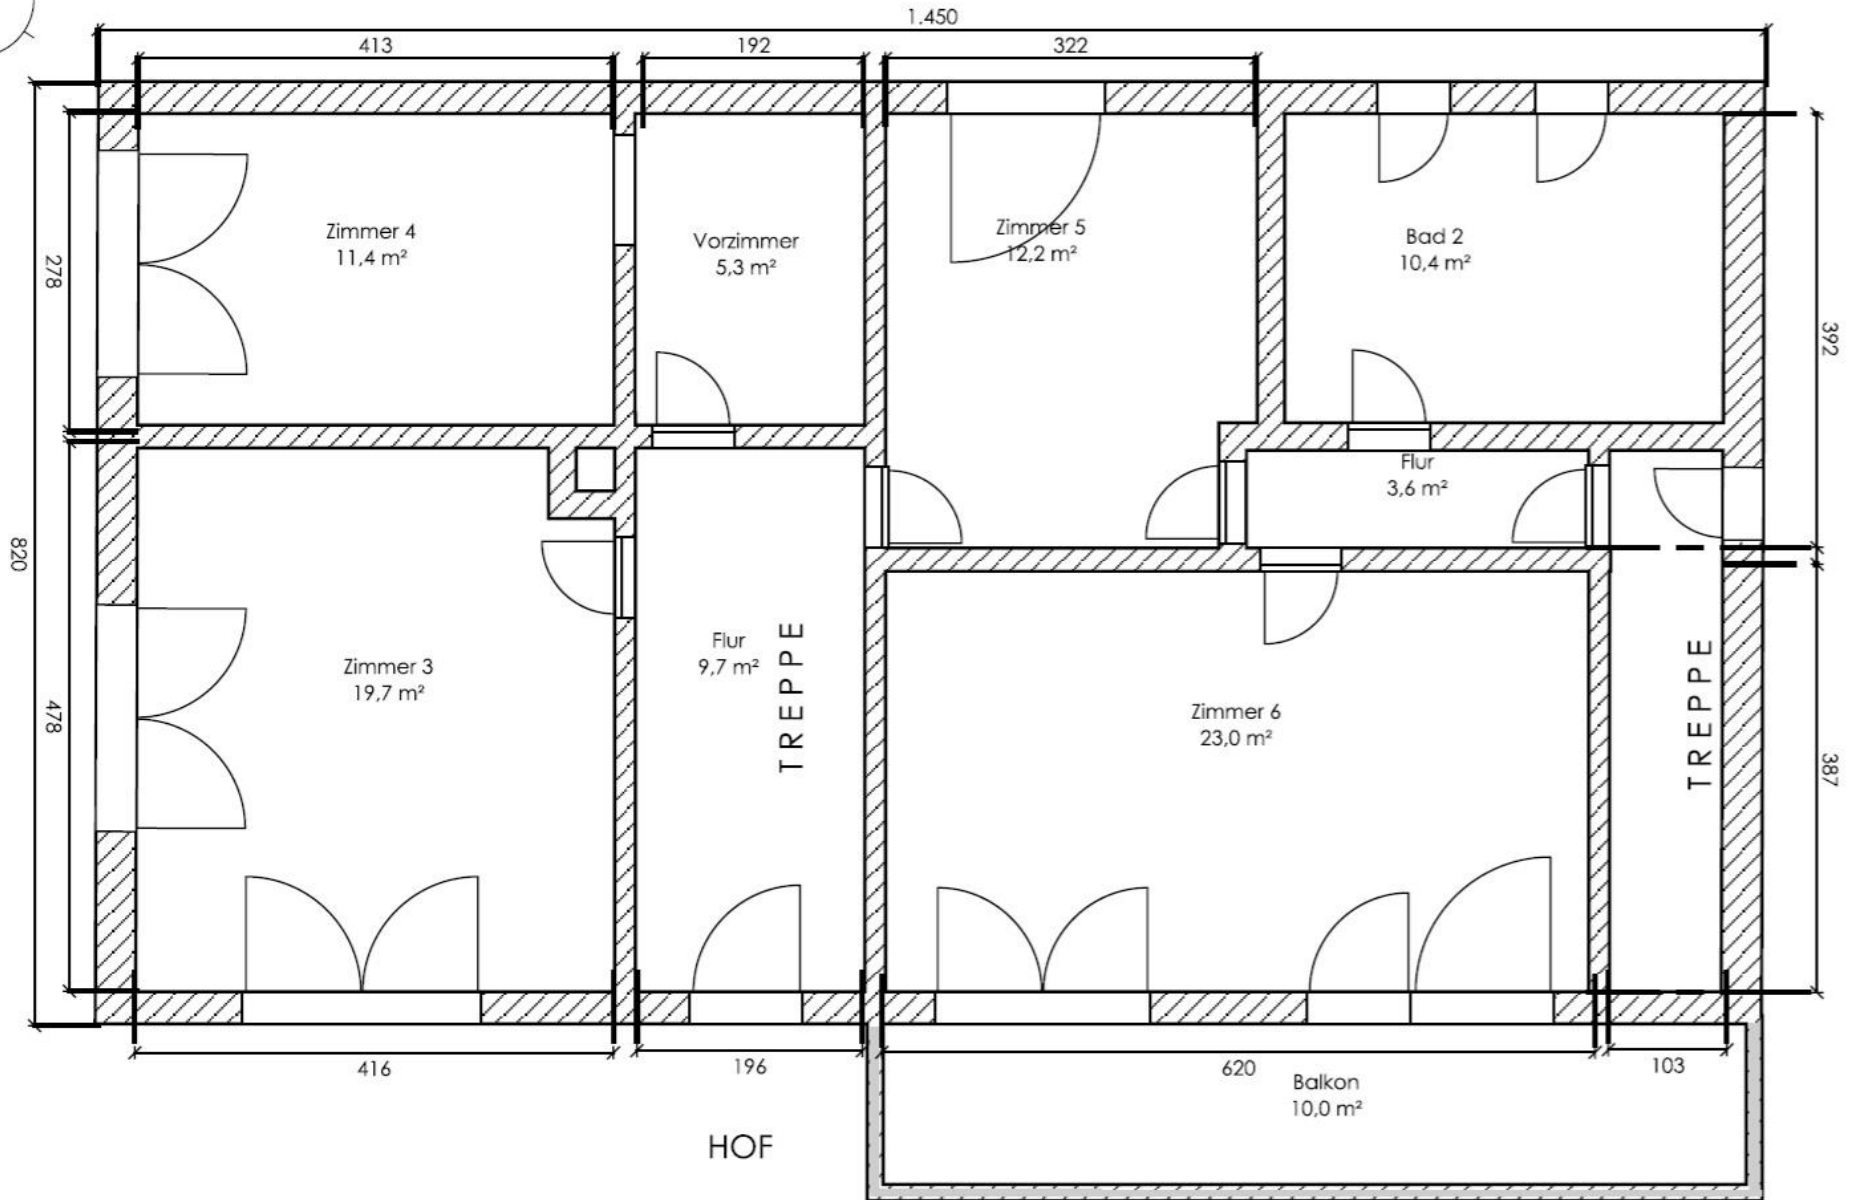 1.450
413
192
322
Zimmer 4
11,4 m²
Vorzimmer
5,3 m²
Zimmer 5
12,2 m²
Bad 2
10,4 m²
278
392
Flur
3,6 m²
820
478
Zimmer 3
19,7 m²
Flur
9,7 m²
TREPPE
Zimmer 6
23,0 m²
TREPPE
387
416
196
620
103
Balkon
10,0 m²
HOF